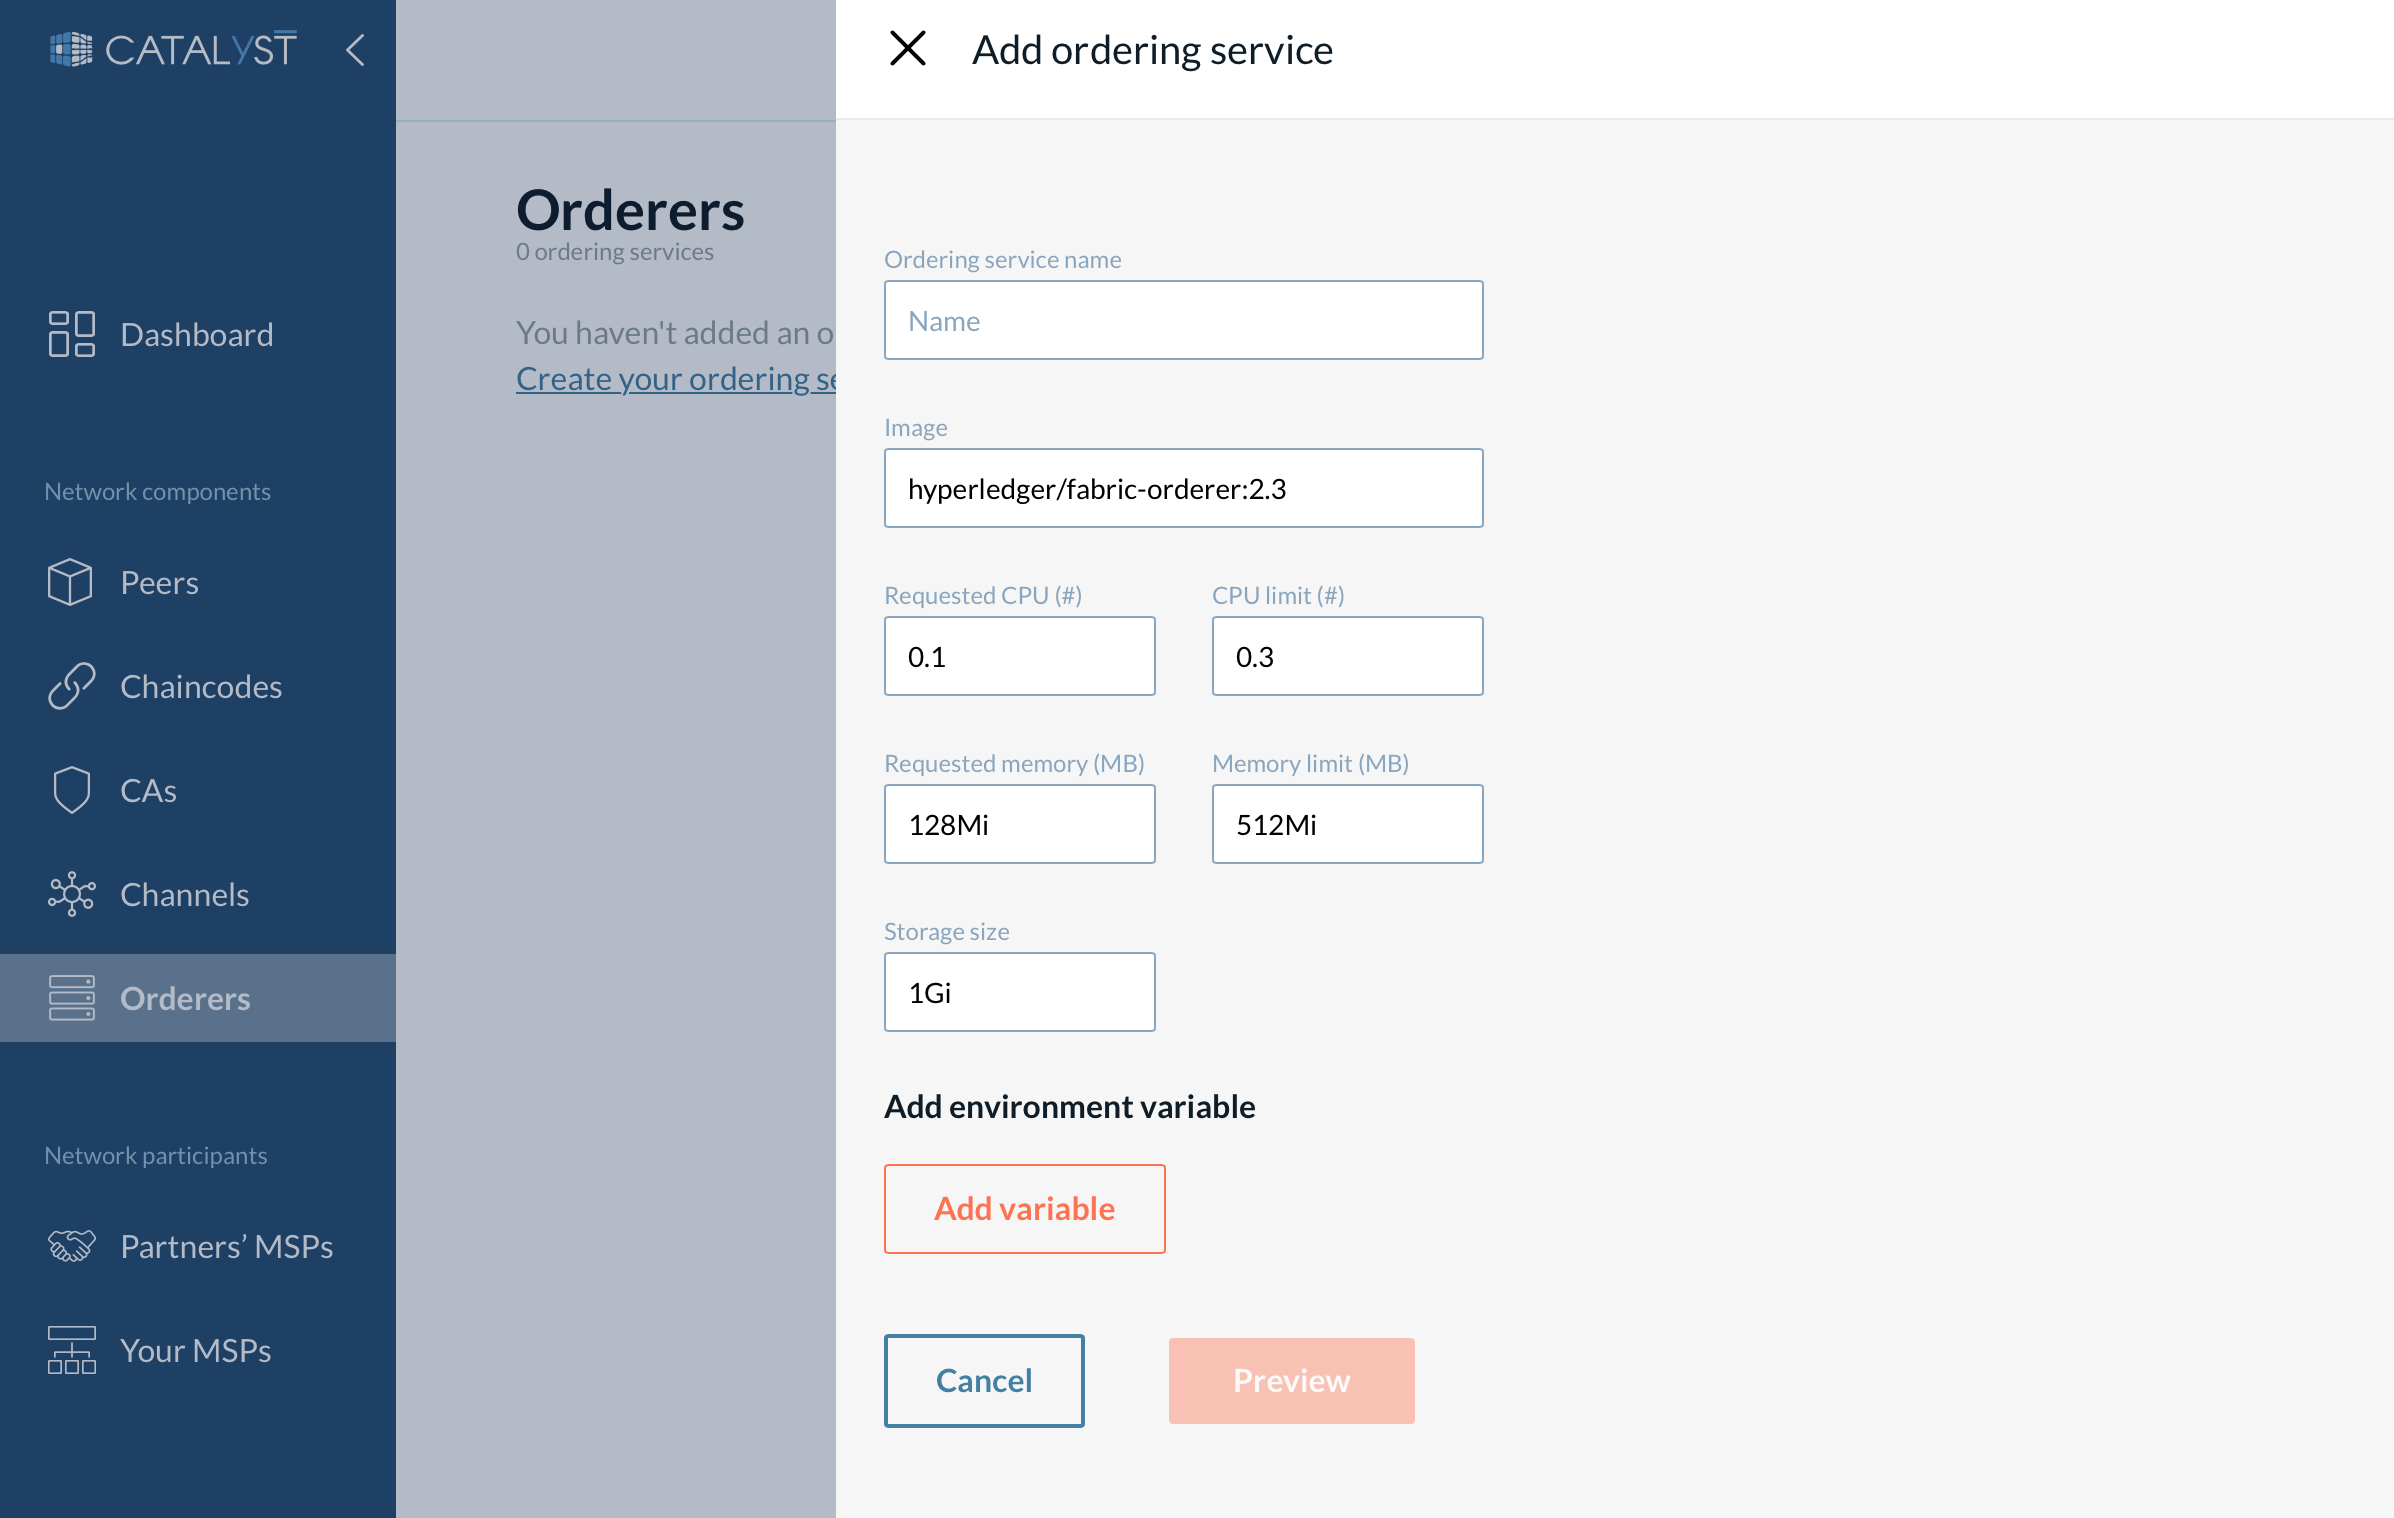 CATALYST
Dashboard
Network components
Peers
Chaincodes
CAs
Channels
Orderers
Network participants
Partners’ MSPs
Your MSPs
Orderers
0 ordering services
You haven't added an o
Create your ordering se
Add ordering service
Ordering service name
Name
Image
hyperledger/fabric-orderer:2.3
Requested CPU (#) CPU limit (#)
0.1 0.3
Requested memory (MB) Memory limit (MB)
128Mi 512Mi
Storage size
1Gi
Add environment variable
Add variable
Cancel Preview